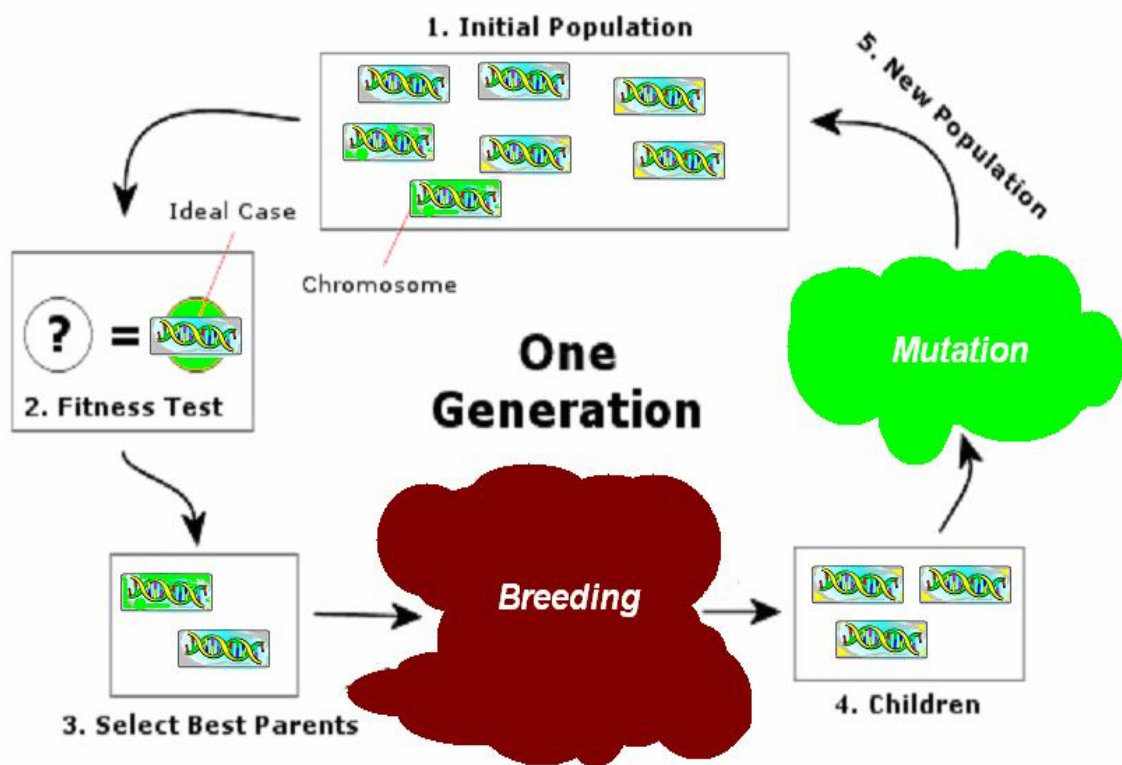 1. Initial Population
5. New Population
Ideal Case
Chromosome
?
=
2. Fitness Test
One
Generation
Mutation
Breeding
3. Select Best Parents
4. Children